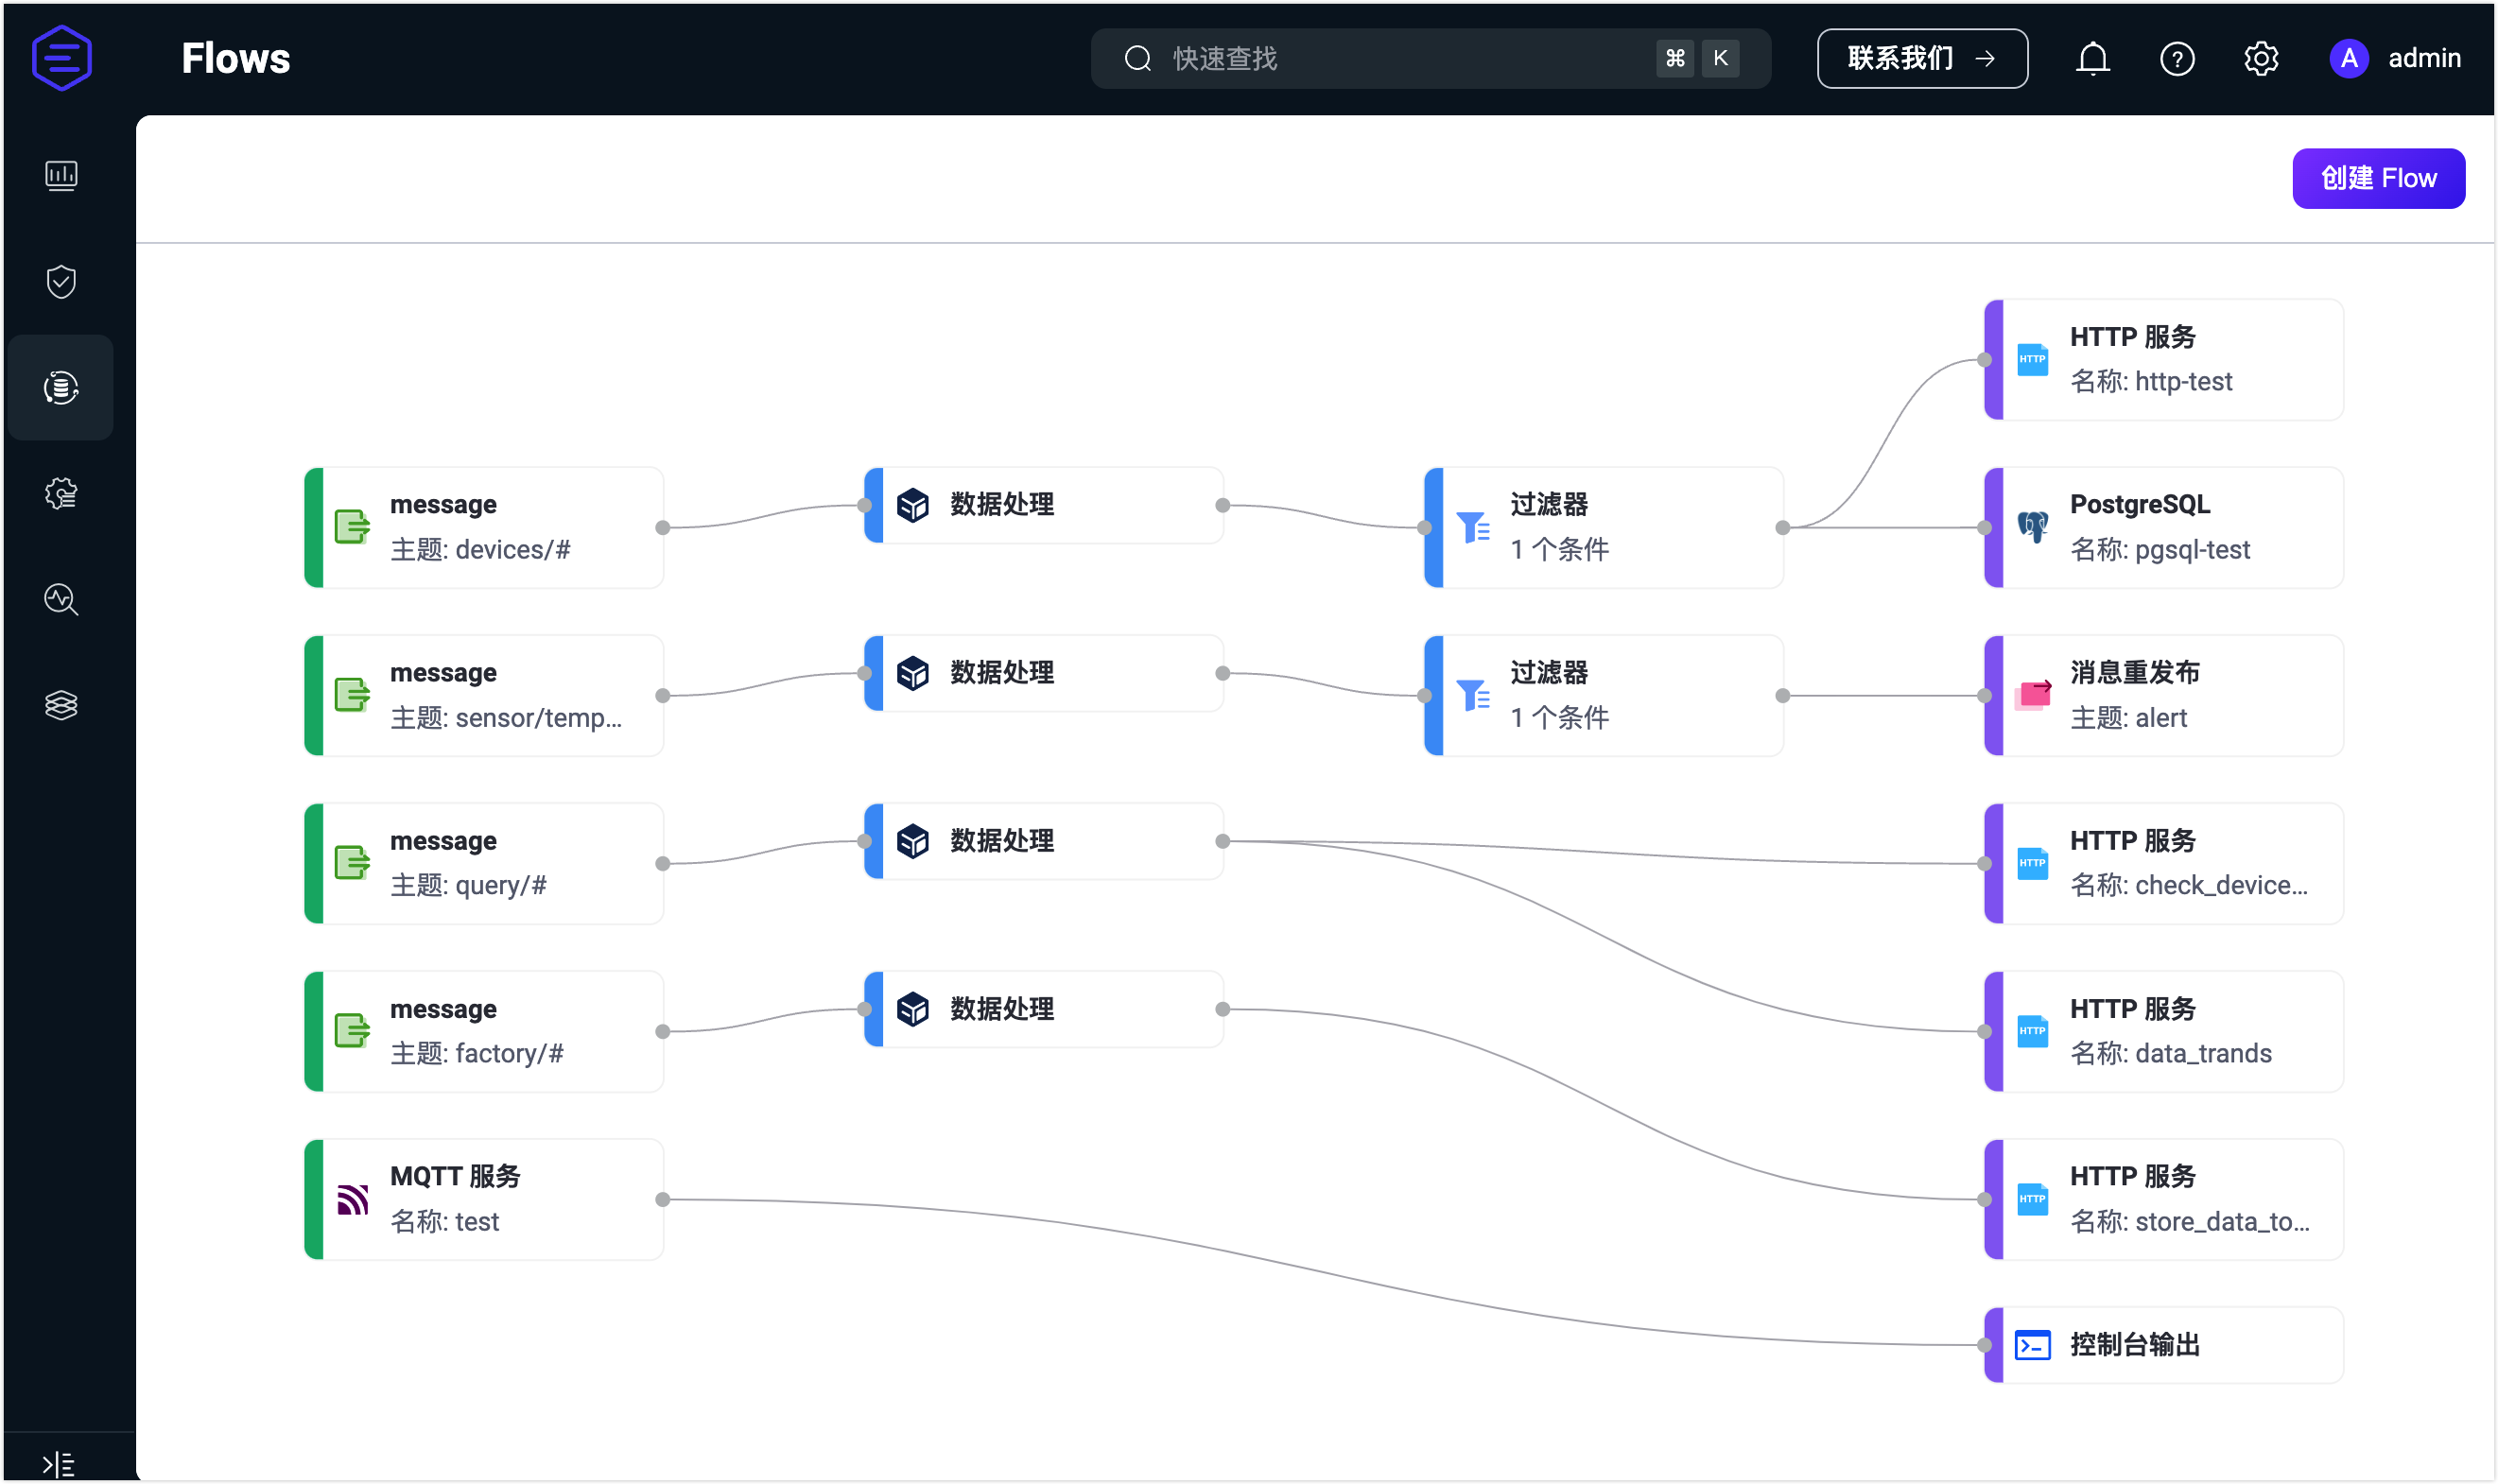 Flows
快速查找
⌘ K
联系我们 →
?
A
admin
创建 Flow
HTTP
HTTP 服务
名称: http-test
message
主题: devices/#
数据处理
过滤器
1 个条件
PostgreSQL
名称: pgsql-test
message
主题: sensor/temp...
数据处理
过滤器
1 个条件
消息重发布
主题: alert
message
主题: query/#
数据处理
HTTP
HTTP 服务
名称: check_device...
message
主题: factory/#
数据处理
HTTP
HTTP 服务
名称: data_trands
MQTT 服务
名称: test
HTTP
HTTP 服务
名称: store_data_to...
控制台输出